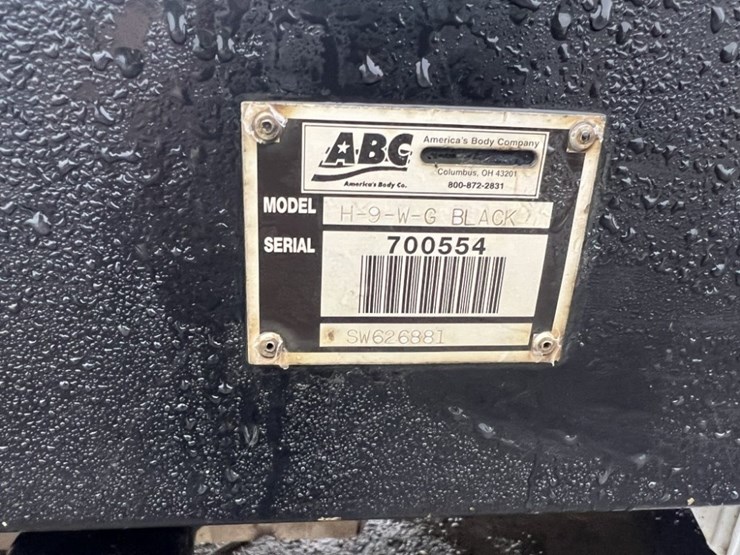 ABC
America's Body Co.
America's Body Company
Columbus, OH 43201
800-872-2831
MODEL H-9-W-G BLACK
SERIAL 700554
SW626881